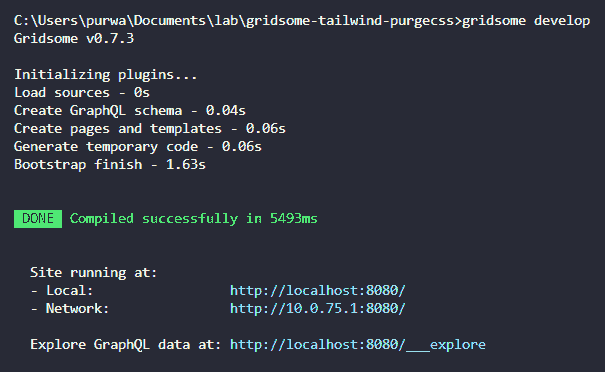 C:\Users\purwa\Documents\lab\gridsome-tailwind-purgecss>gridsome develop
Gridsome v0.7.3
Initializing plugins...
Load sources - 0s
Create GraphQL schema - 0.04s
Create pages and templates - 0.06s
Generate temporary code - 0.06s
Bootstrap finish - 1.63s
DONE Compiled successfully in 5493ms
Site running at:
- Local: http://localhost:8080/
- Network: http://10.0.75.1:8080/
Explore GraphQL data at: http://localhost:8080/___explore